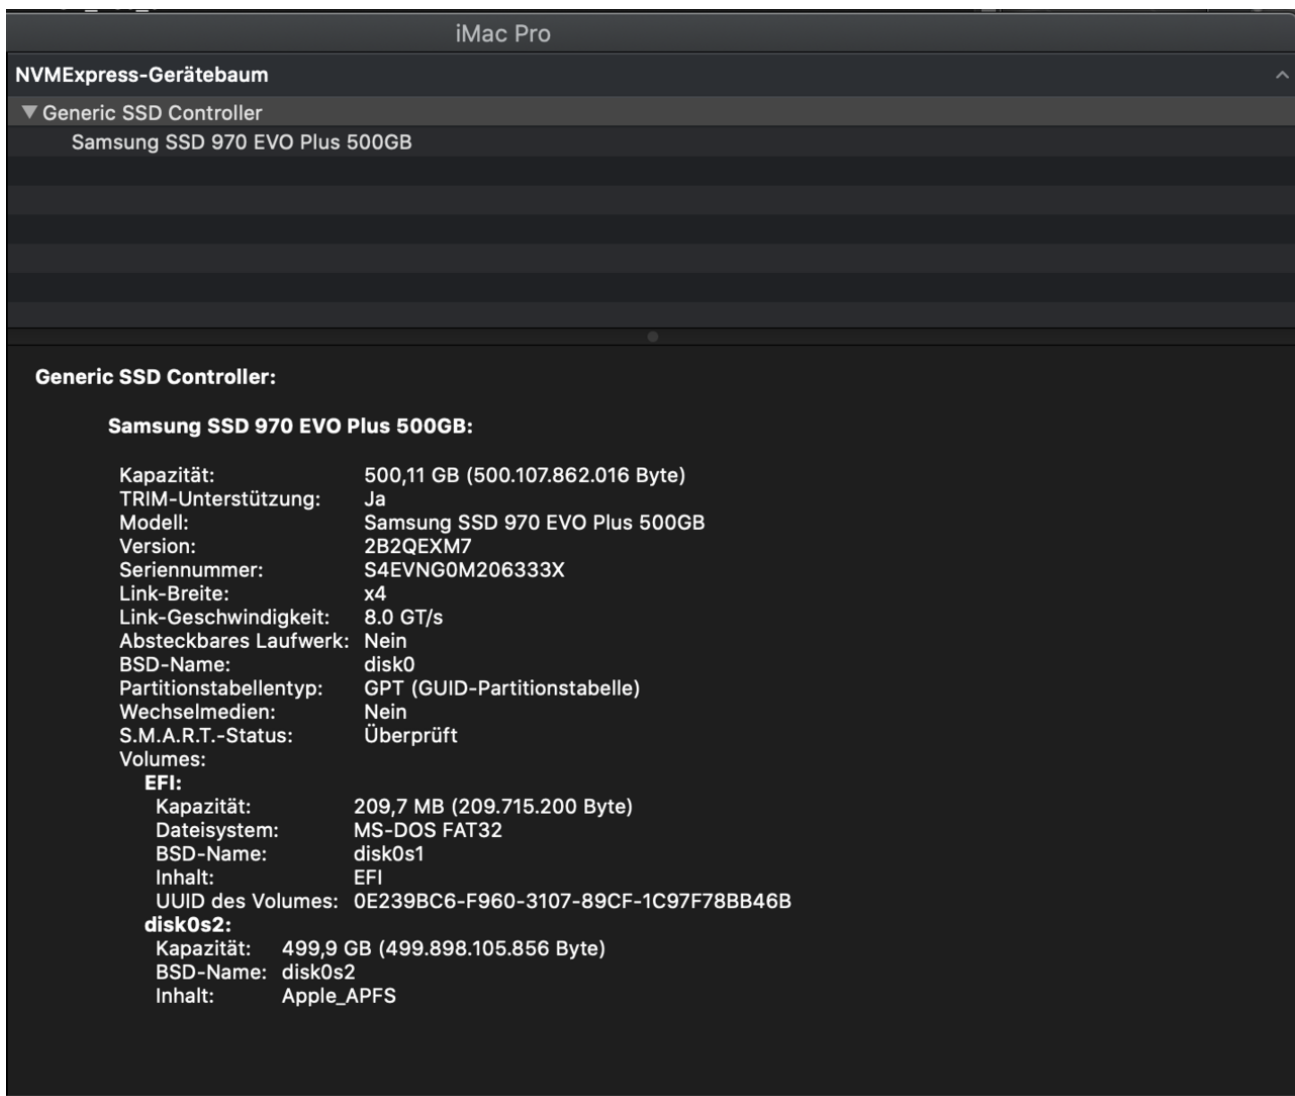 iMac Pro
NVMExpress-Gerätebaum
Generic SSD Controller
Samsung SSD 970 EVO Plus 500GB
Generic SSD Controller:
Samsung SSD 970 EVO Plus 500GB:
Kapazität: 500,11 GB (500.107.862.016 Byte)
TRIM-Unterstützung: Ja
Modell: Samsung SSD 970 EVO Plus 500GB
Version: 2B2QEXM7
Seriennummer: S4EVNG0M206333X
Link-Breite: x4
Link-Geschwindigkeit: 8.0 GT/s
Absteckbares Laufwerk: Nein
BSD-Name: disk0
Partitionstabellentyp: GPT (GUID-Partitionstabelle)
Wechselmedien: Nein
S.M.A.R.T.-Status: Überprüft
Volumes:
EFI:
Kapazität: 209,7 MB (209.715.200 Byte)
Dateisystem: MS-DOS FAT32
BSD-Name: disk0s1
Inhalt: EFI
UUID des Volumes: 0E239BC6-F960-3107-89CF-1C97F78BB46B
disk0s2:
Kapazität: 499,9 GB (499.898.105.856 Byte)
BSD-Name: disk0s2
Inhalt: Apple_APFS